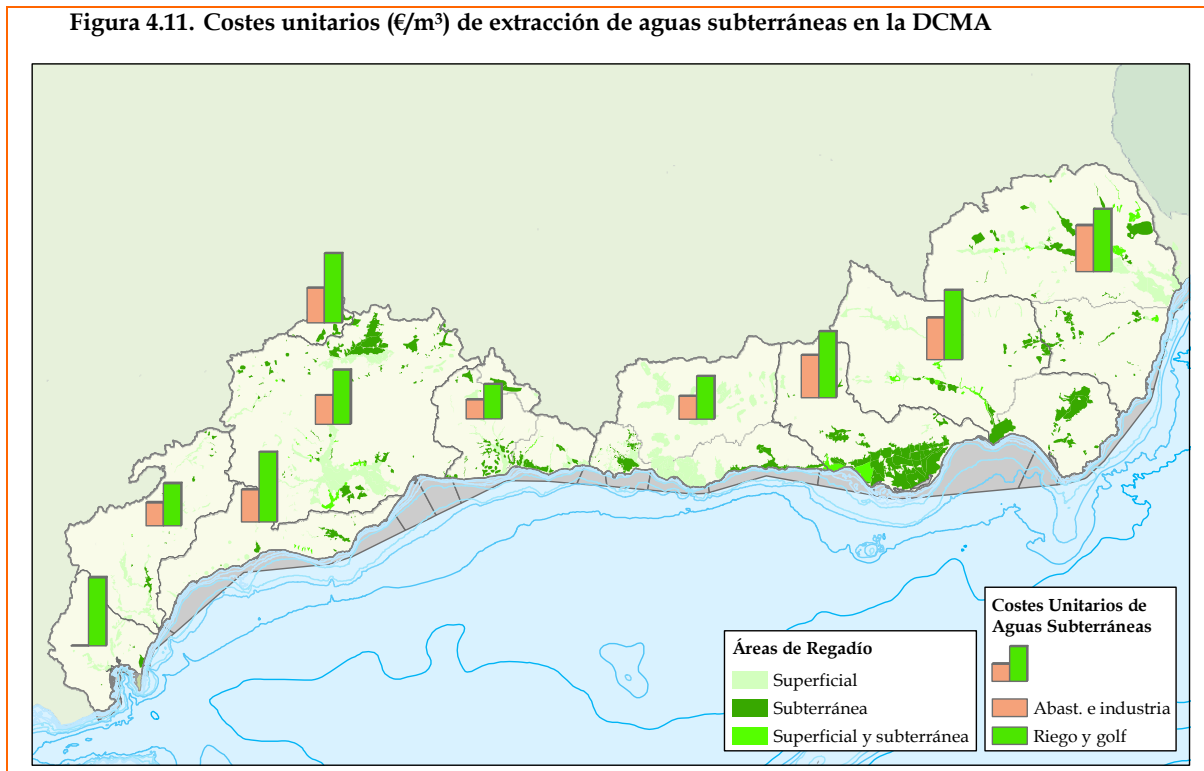 Figura 4.11. Costes unitarios (€/m³) de extracción de aguas subterráneas en la DCMA
Áreas de Regadío
Superficial
Subterránea
Superficial y subterránea
Costes Unitarios de
Aguas Subterráneas
Abast. e industria
Riego y golf